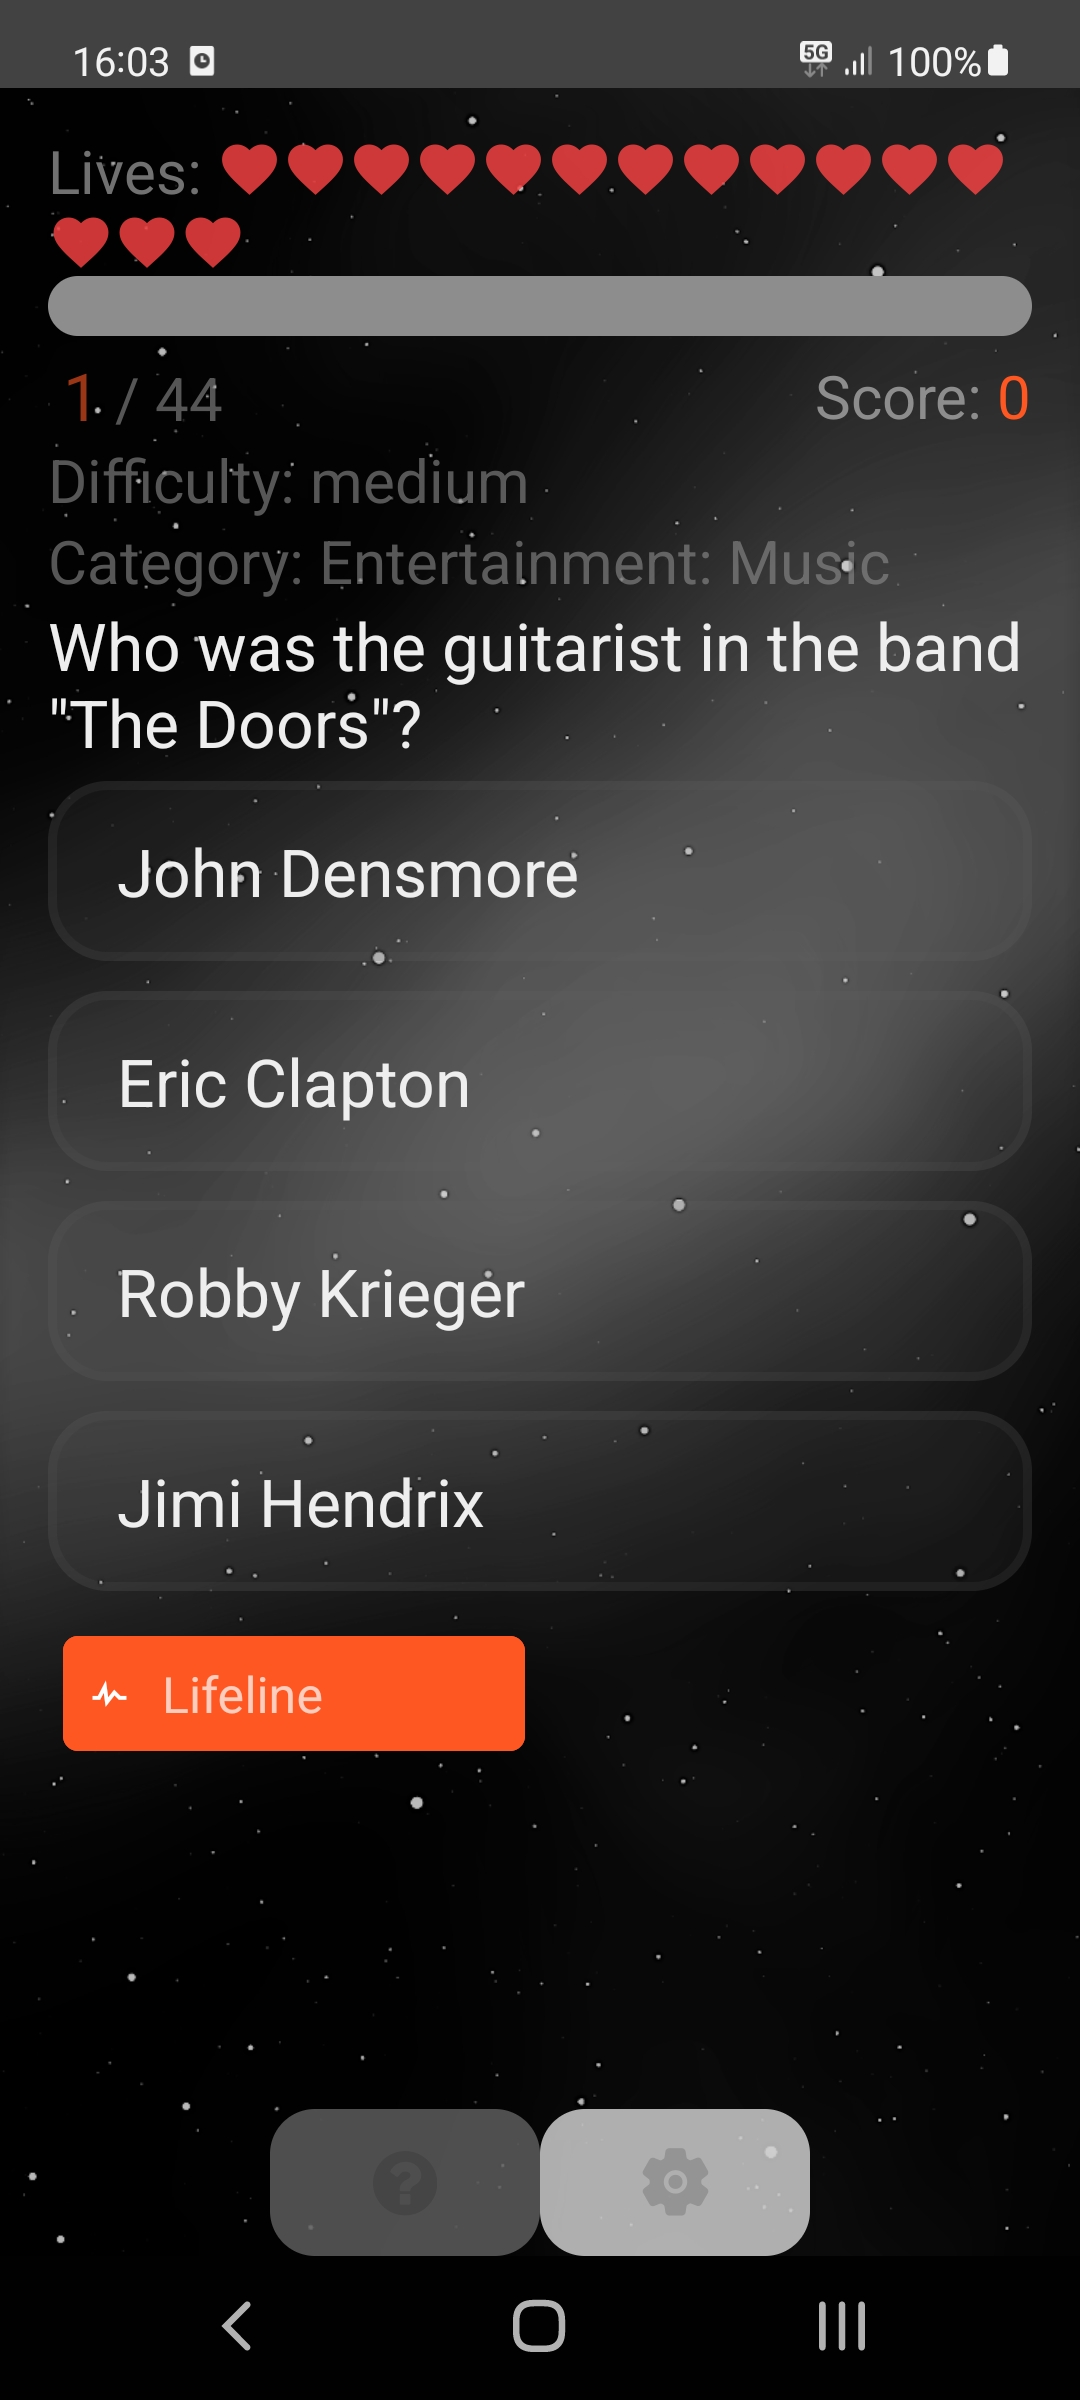 16:03 5G 100%
Lives:
1 / 44 Score: 0
Difficulty: medium
Category: Entertainment: Music
Who was the guitarist in the band
"The Doors"?
John Densmore
Eric Clapton
Robby Krieger
Jimi Hendrix
Lifeline